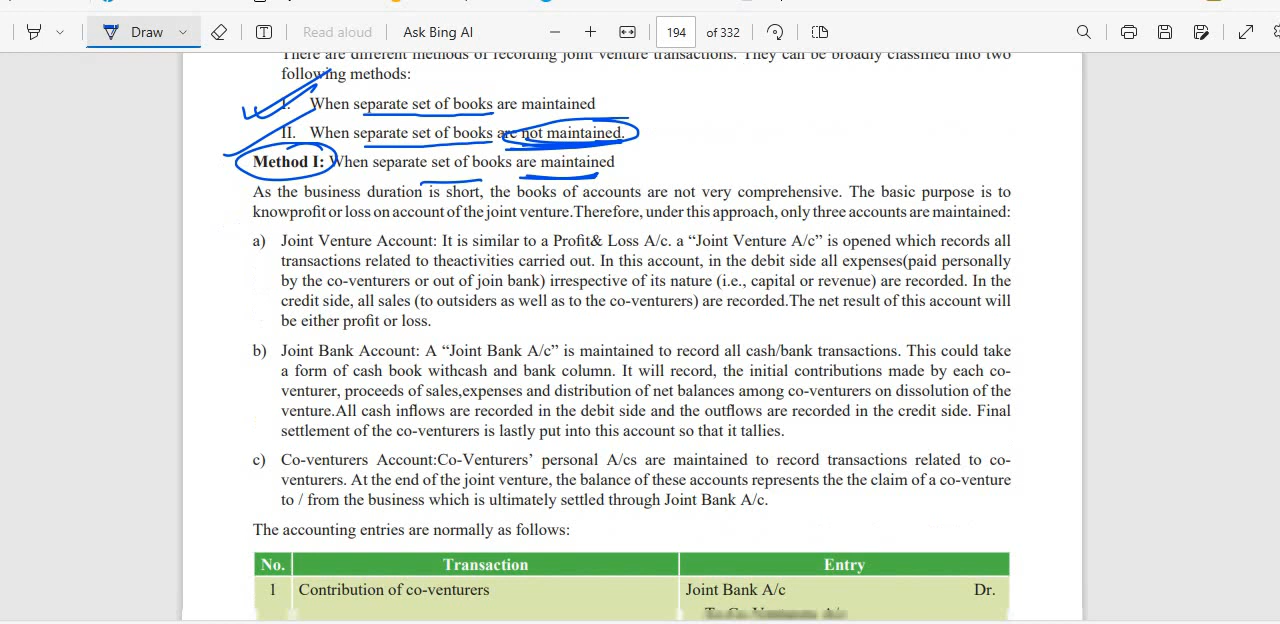 Draw
Read aloud
Ask Bing AI
194 of 332
There are different methods of recording joint venture transactions. They can be broadly classified into two
following methods:
I. When separate set of books are maintained
II. When separate set of books are not maintained.
Method I: When separate set of books are maintained
As the business duration is short, the books of accounts are not very comprehensive. The basic purpose is to
knowprofit or loss on account of the joint venture.Therefore, under this approach, only three accounts are maintained:
a) Joint Venture Account: It is similar to a Profit& Loss A/c. a “Joint Venture A/c” is opened which records all
transactions related to theactivities carried out. In this account, in the debit side all expenses(paid personally
by the co-venturers or out of join bank) irrespective of its nature (i.e., capital or revenue) are recorded. In the
credit side, all sales (to outsiders as well as to the co-venturers) are recorded.The net result of this account will
be either profit or loss.
b) Joint Bank Account: A “Joint Bank A/c” is maintained to record all cash/bank transactions. This could take
a form of cash book withcash and bank column. It will record, the initial contributions made by each co-
venturer, proceeds of sales,expenses and distribution of net balances among co-venturers on dissolution of the
venture.All cash inflows are recorded in the debit side and the outflows are recorded in the credit side. Final
settlement of the co-venturers is lastly put into this account so that it tallies.
c) Co-venturers Account:Co-Venturers’ personal A/cs are maintained to record transactions related to co-
venturers. At the end of the joint venture, the balance of these accounts represents the the claim of a co-venture
to / from the business which is ultimately settled through Joint Bank A/c.
The accounting entries are normally as follows:
No. Transaction Entry
1 Contribution of co-venturers Joint Bank A/c Dr.